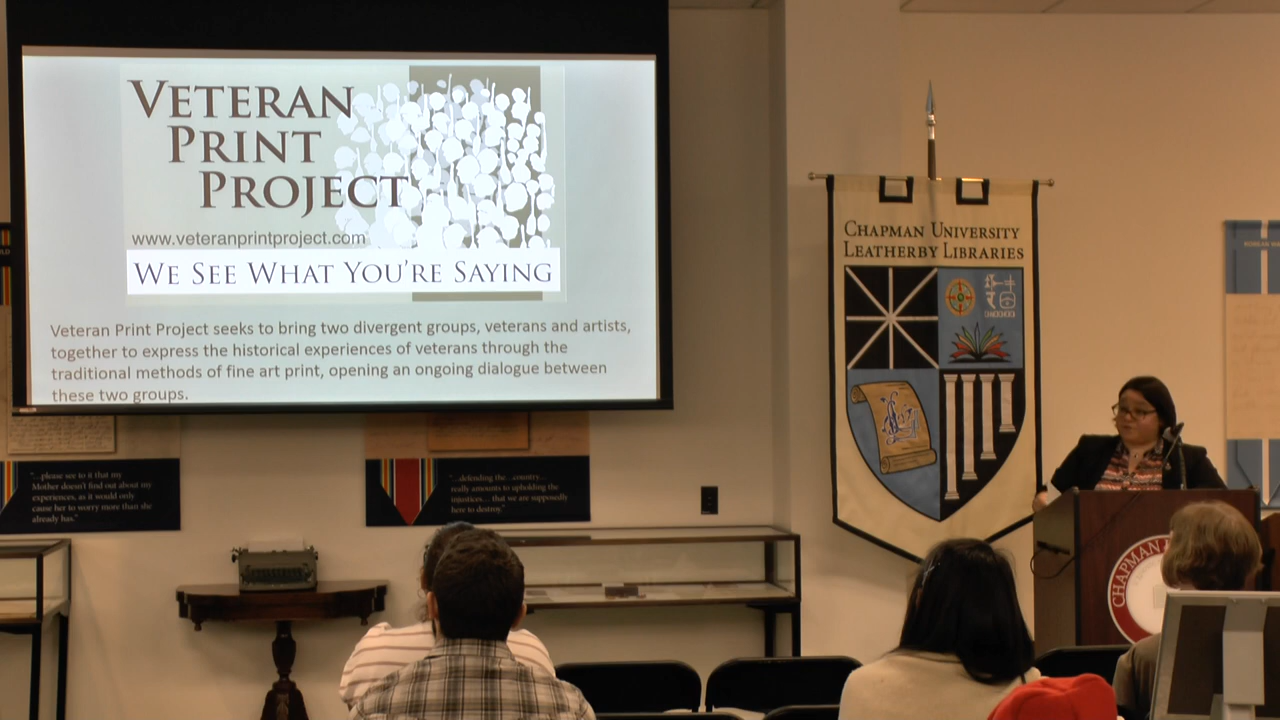 VETERAN
PRINT
PROJECT
www.veteranprintproject.com
WE SEE WHAT YOU'RE SAYING
Veteran Print Project seeks to bring two divergent groups, veterans and artists,
together to express the historical experiences of veterans through the
traditional methods of fine art print, opening an ongoing dialogue between
these two groups.
CHAPMAN UNIVERSITY
LEATHERBY LIBRARIES
"...please see to it that my
Mother doesn't find out about my
experiences, as it would only
cause her to worry more than she
already has."
"...defending the...country...
really amounts to upholding the
injustices... that we are supposedly
here to destroy."
CHAPMAN